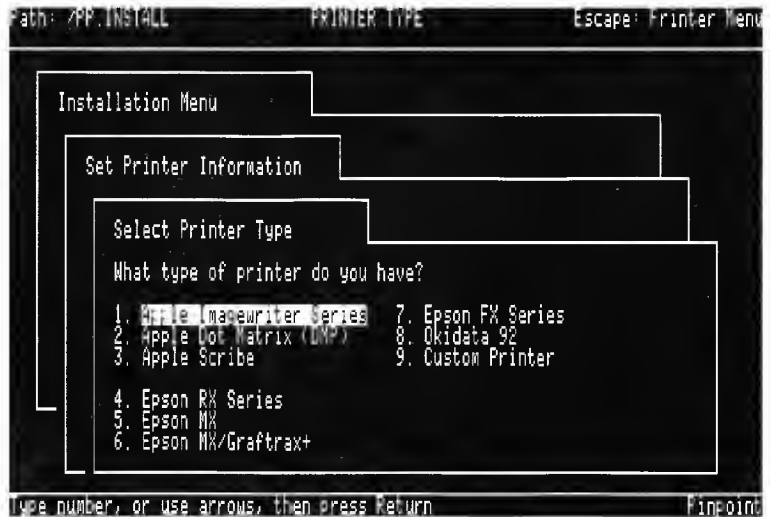 Path: /PP.INSTALL PRINTER TYPE Escape: Printer Menu
Installation Menu
Set Printer Information
Select Printer Type
What type of printer do you have?
1. Apple Imagewriter Series
2. Apple Dot Matrix (DMP)
3. Apple Scribe
4. Epson RX Series
5. Epson MX
6. Epson MX/Graftrax+
7. Epson FX Series
8. Okidata 92
9. Custom Printer
Type number, or use arrows, then press Return Pinpoint